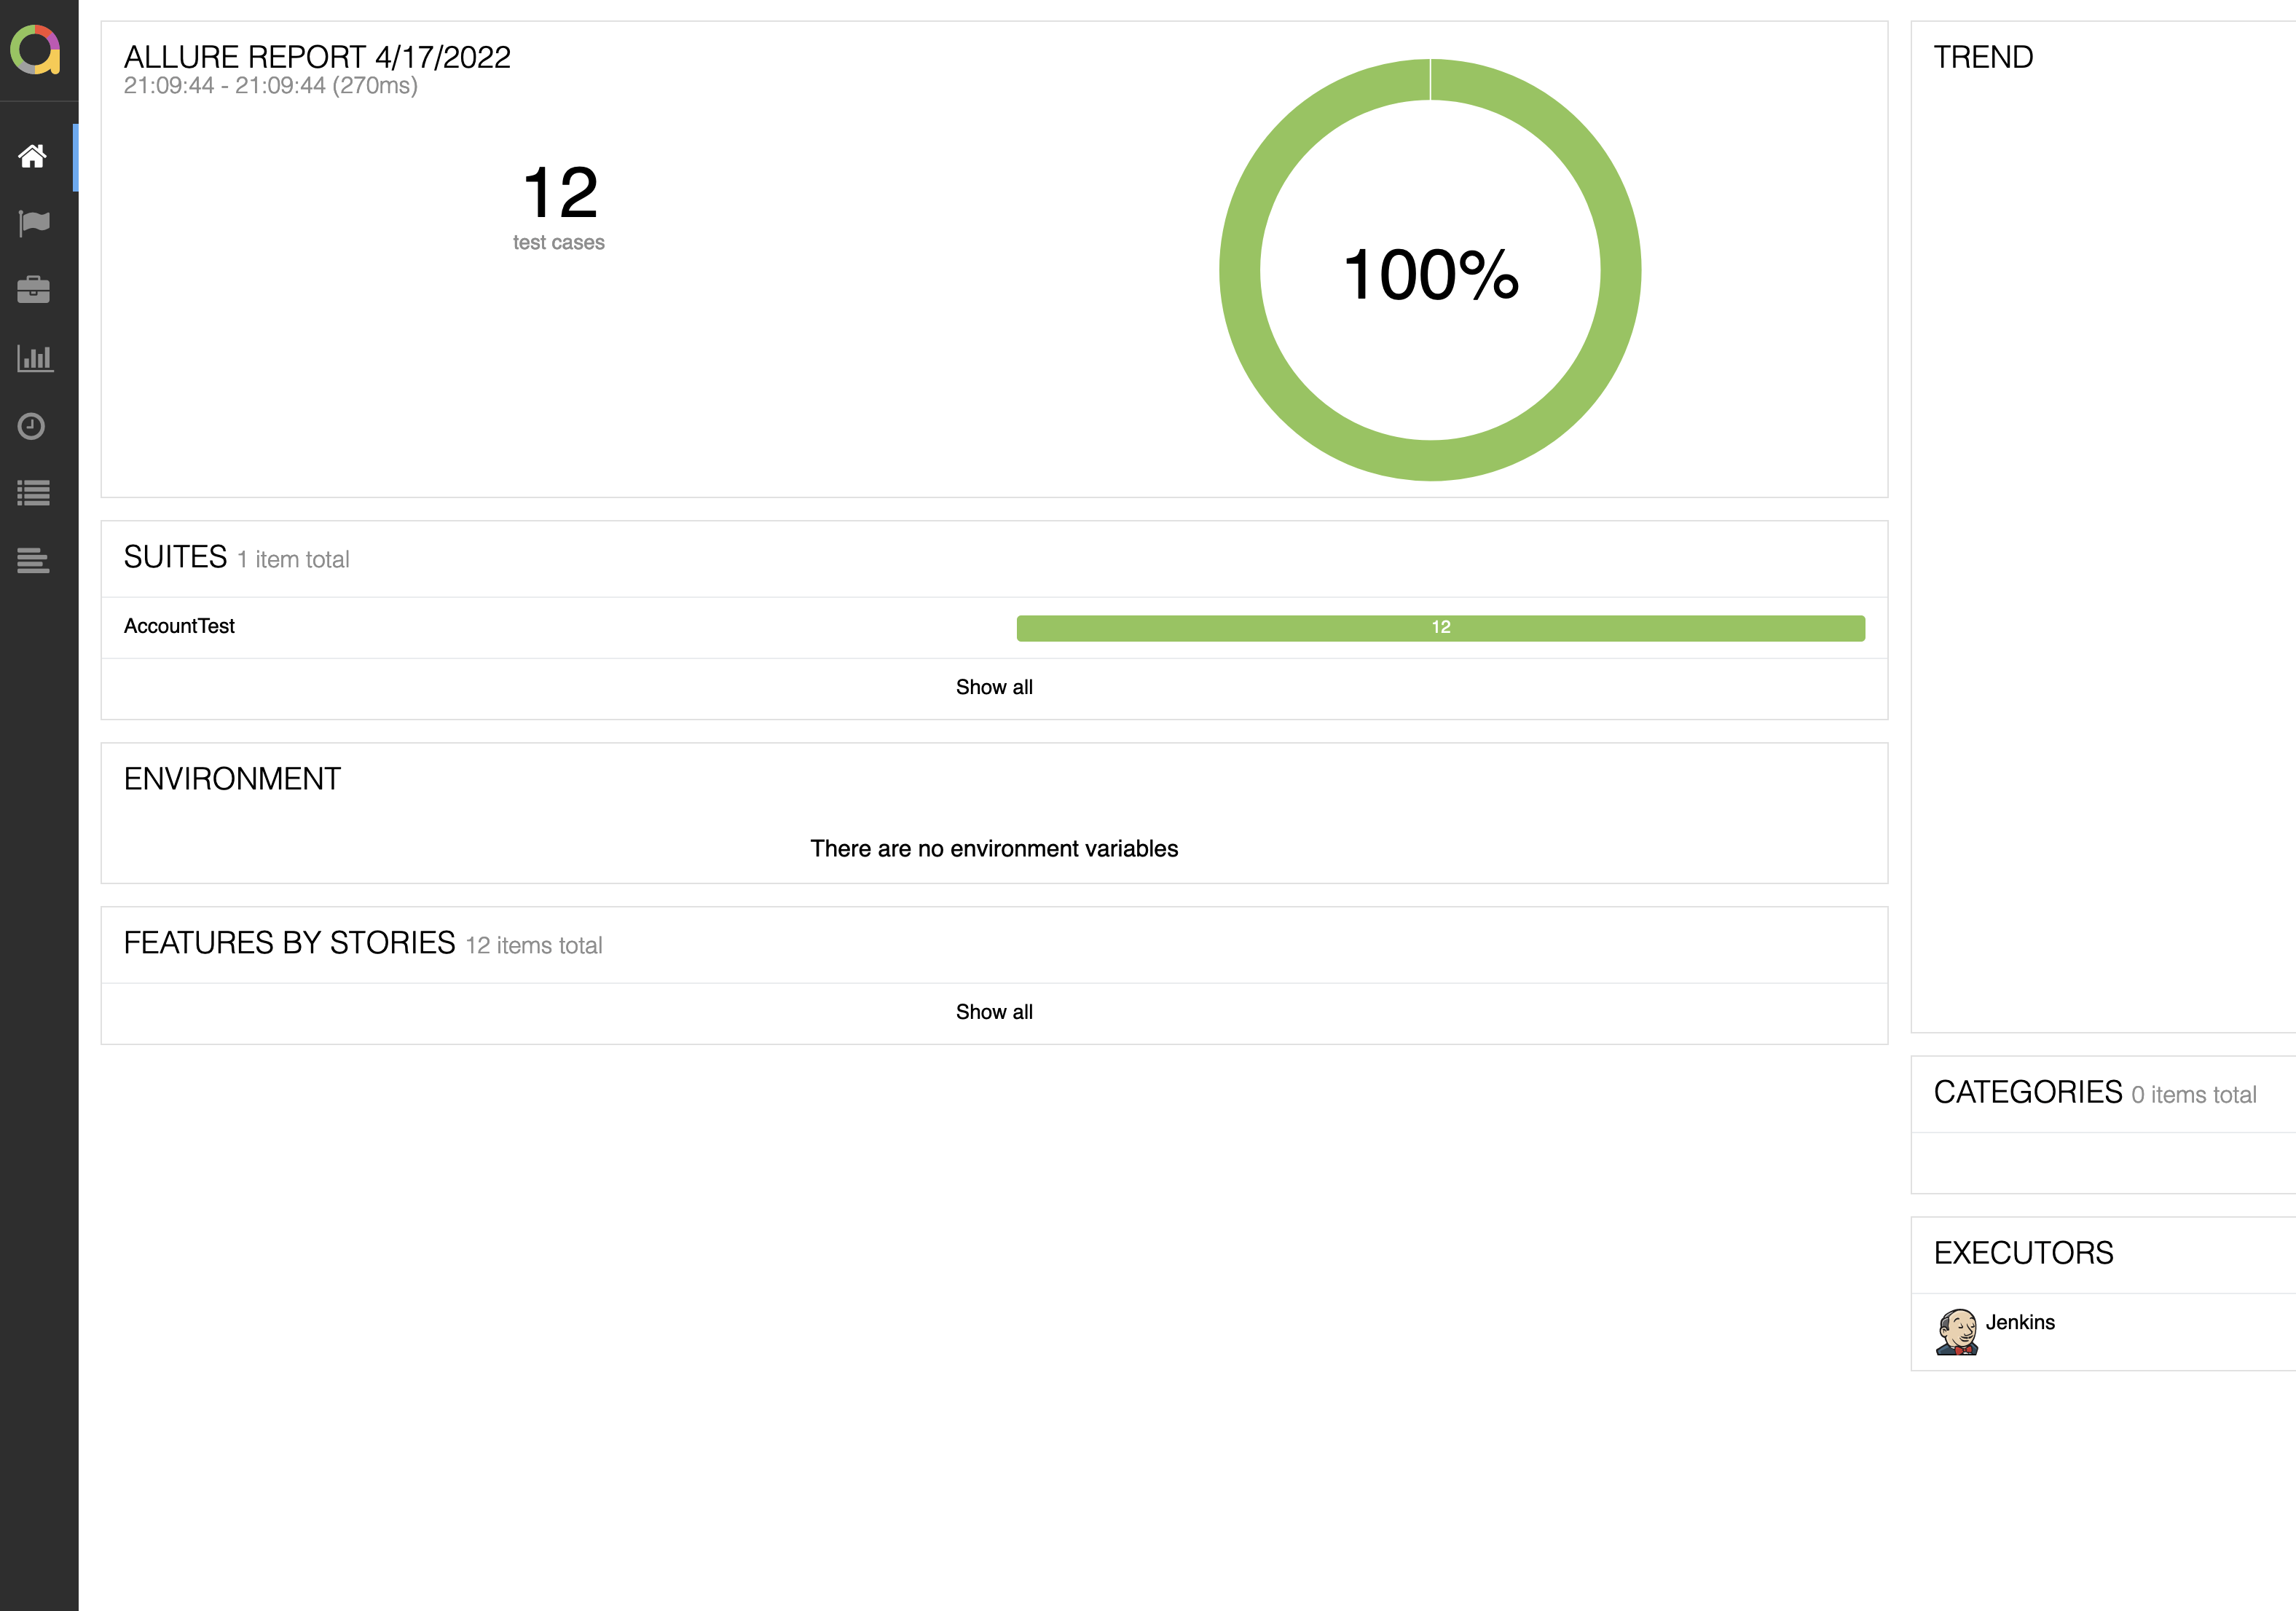 ALLURE REPORT 4/17/2022
21:09:44 - 21:09:44 (270ms)
12
test cases
100%
SUITES 1 item total
AccountTest 12
Show all
ENVIRONMENT
There are no environment variables
FEATURES BY STORIES 12 items total
Show all
TREND
CATEGORIES 0 items total
EXECUTORS
Jenkins